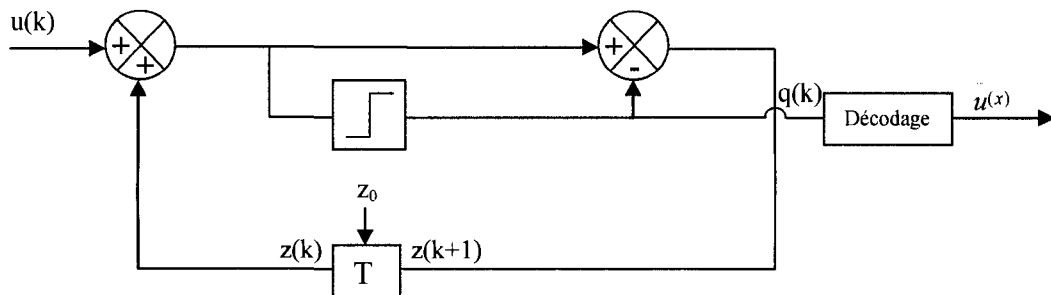 u(k)
+
+
+
-
q(k)
Décodage
u(x)
z₀
z(k)
T
z(k+1)